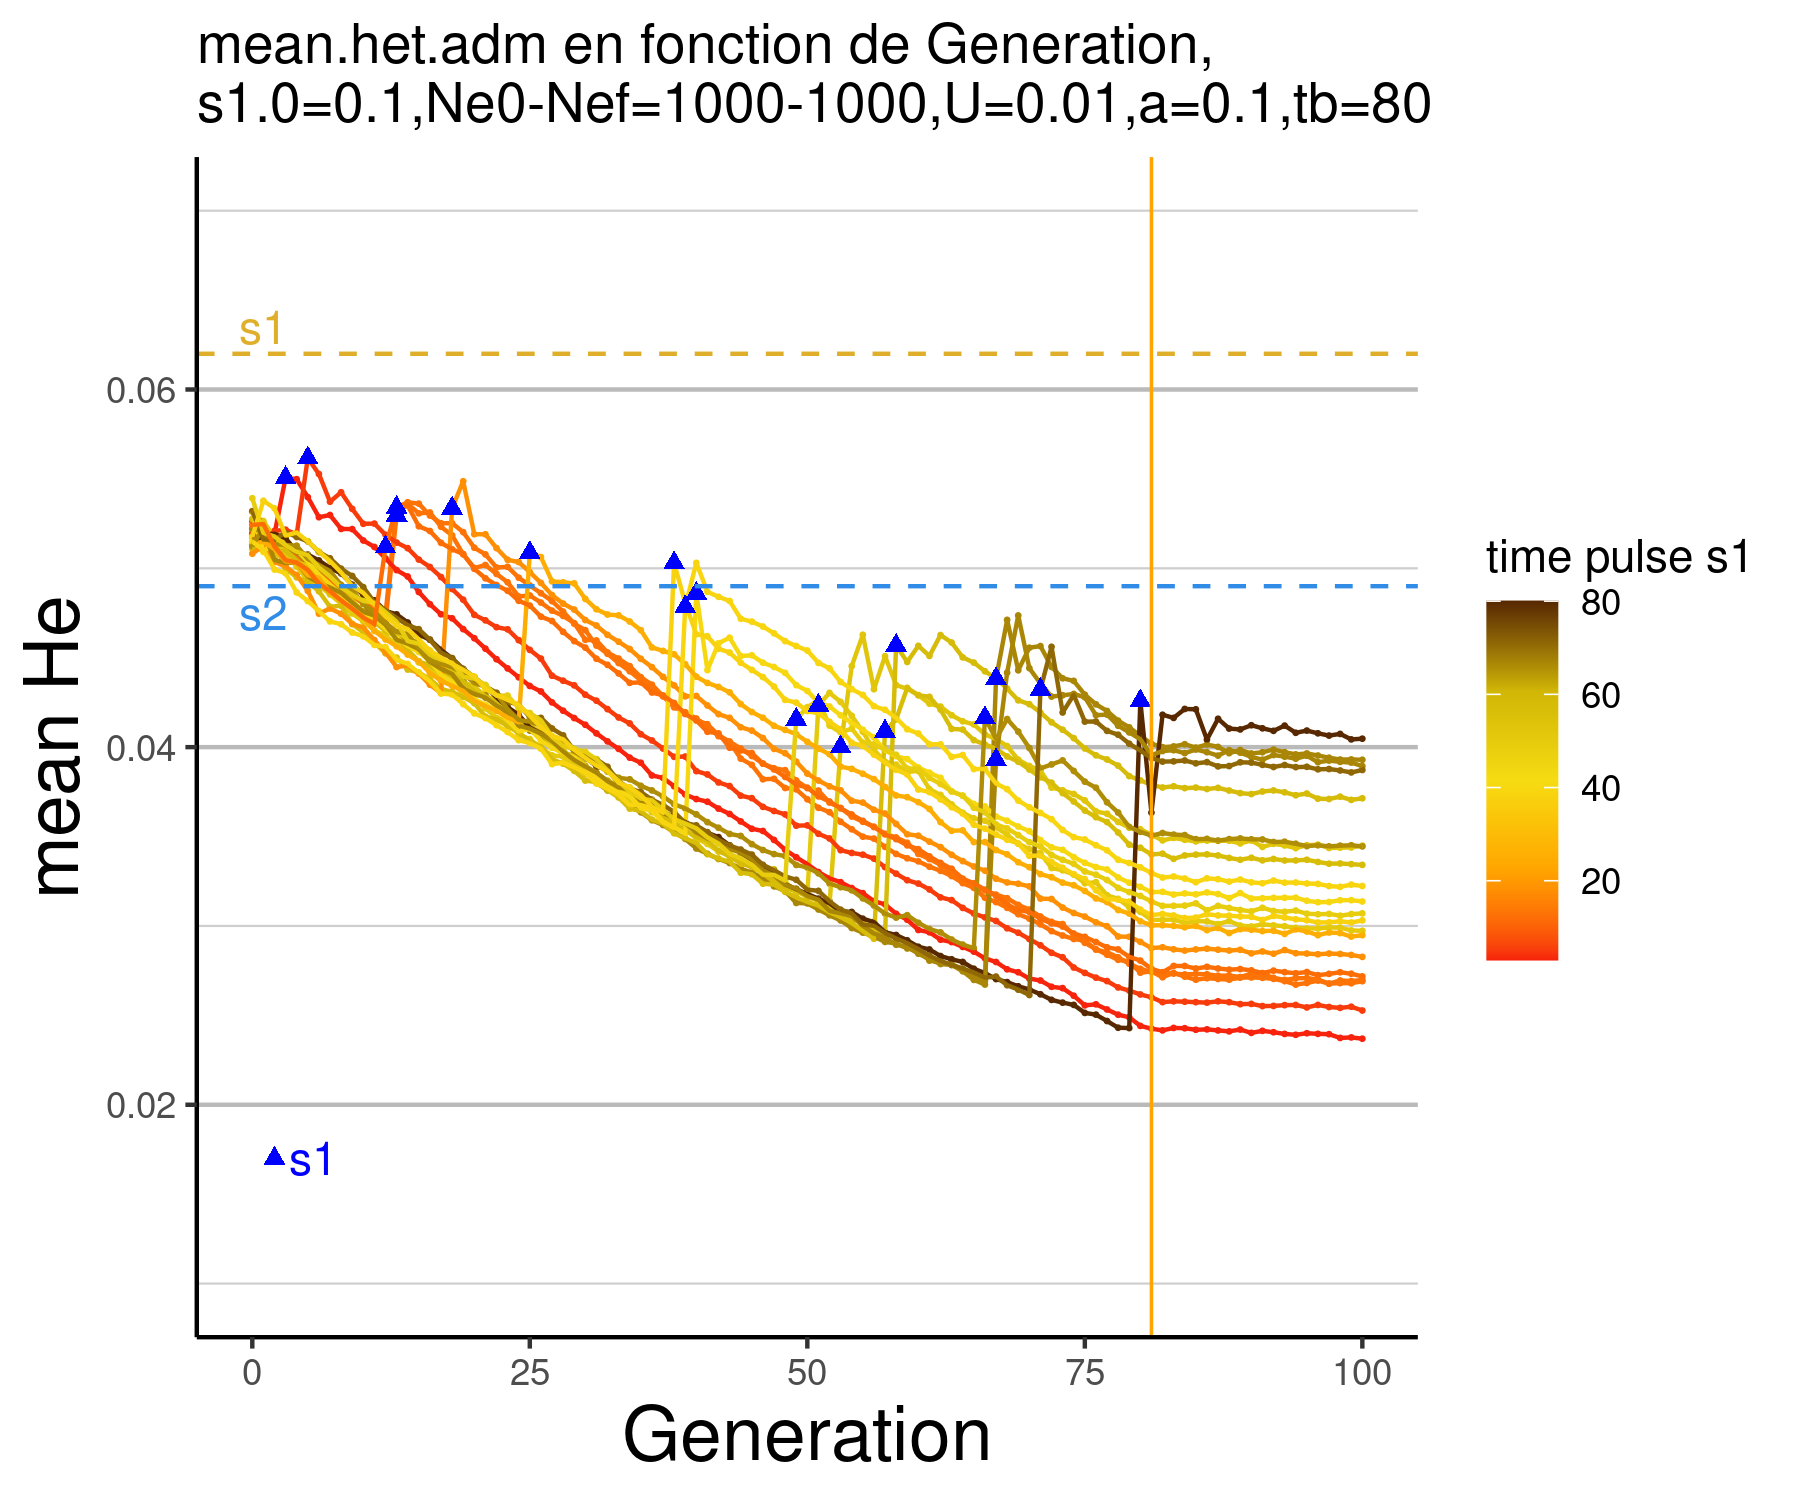 mean.het.adm en fonction de Generation,
s1.0=0.1,Ne0-Nef=1000-1000,U=0.01,a=0.1,tb=80
s1
0.06
s2
mean He
0.04
0.02
s1
0
25
50
75
100
Generation
time pulse s1
80
60
40
20